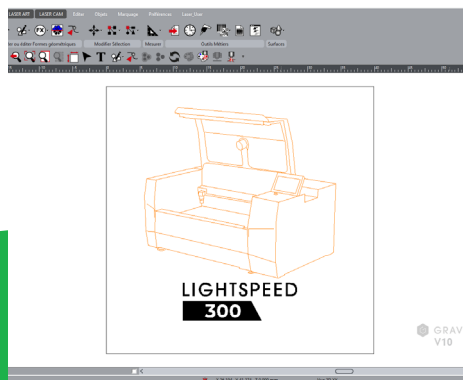 LASER ART LASER CAM Editer Objets Marquage Préférences Laser_User
Formes géométriques Modifier Sélection Mesurer Outils Métiers Surfaces
LIGHTSPEED
300
GRAV
V10